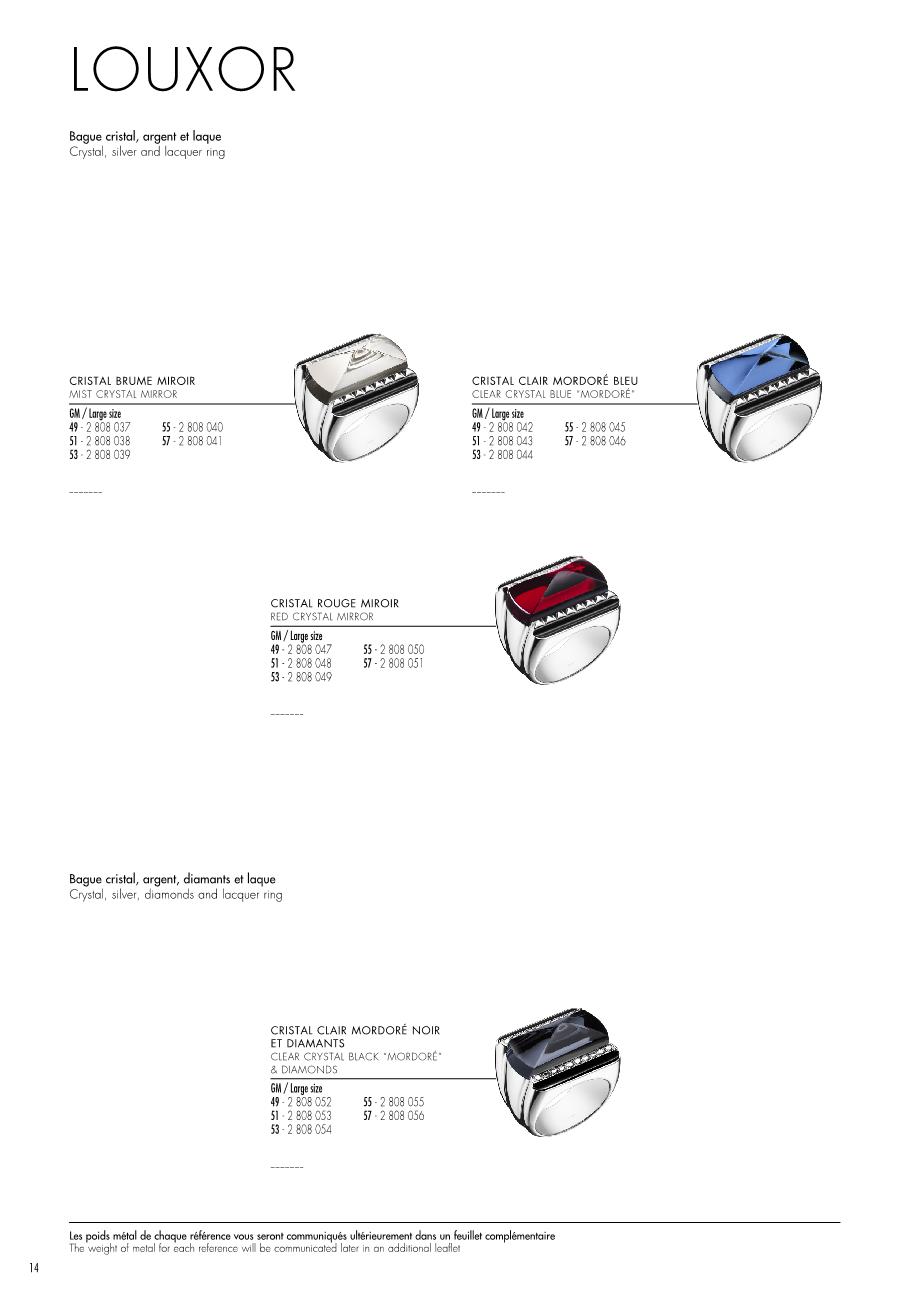 LOUXOR
Bague cristal, argent et laque
Crystal, silver and lacquer ring
CRISTAL BRUME MIROIR
MIST CRYSTAL MIRROR
GM / Large size
49 - 2 808 037 55 - 2 808 040
51 - 2 808 038 57 - 2 808 041
53 - 2 808 039
_______
CRISTAL CLAIR MORDORÉ BLEU
CLEAR CRYSTAL BLUE "MORDORÉ"
GM / Large size
49 - 2 808 042 55 - 2 808 045
51 - 2 808 043 57 - 2 808 046
53 - 2 808 044
_______
CRISTAL ROUGE MIROIR
RED CRYSTAL MIRROR
GM / Large size
49 - 2 808 047 55 - 2 808 050
51 - 2 808 048 57 - 2 808 051
53 - 2 808 049
_______
Bague cristal, argent, diamants et laque
Crystal, silver, diamonds and lacquer ring
CRISTAL CLAIR MORDORÉ NOIR
ET DIAMANTS
CLEAR CRYSTAL BLACK "MORDORÉ"
& DIAMONDS
GM / Large size
49 - 2 808 052 55 - 2 808 055
51 - 2 808 053 57 - 2 808 056
53 - 2 808 054
_______
Les poids métal de chaque référence vous seront communiqués ultérieurement dans un feuillet complémentaire
The weight of metal for each reference will be communicated later in an additional leaflet
14